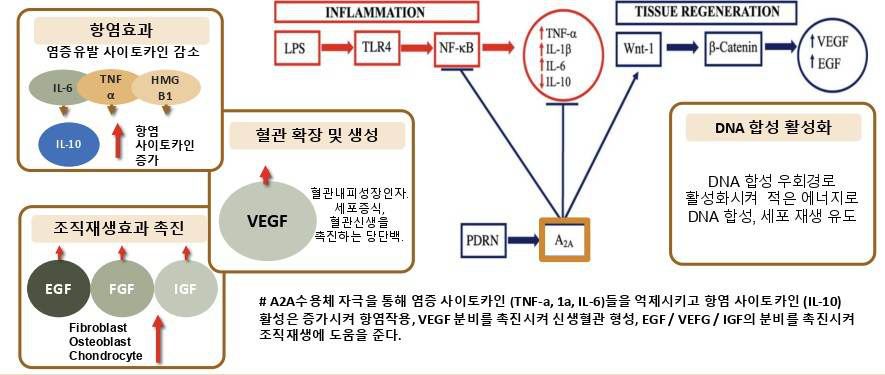 항염효과
염증유발 사이토카인 감소
IL-6
TNF
α
HMG
B1
IL-10
항염
사이토카인
증가
혈관 확장 및 생성
VEGF
혈관내피성장인자.
세포증식,
혈관신생을
촉진하는 당단백.
조직재생효과 촉진
EGF
FGF
IGF
Fibroblast
Osteoblast
Chondrocyte
INFLAMMATION
LPS
TLR4
NF-κB
TNF-α
IL-1β
IL-6
IL-10
TISSUE REGENERATION
Wnt-1
β-Catenin
VEGF
EGF
PDRN
A2A
DNA 합성 활성화
DNA 합성 우회경로
활성화시켜 적은 에너지로
DNA 합성, 세포 재생 유도
# A2A수용체 자극을 통해 염증 사이토카인 (TNF-a, 1a, IL-6)들을 억제시키고 항염 사이토카인 (IL-10)
활성은 증가시켜 항염작용, VEGF 분비를 촉진시켜 신생혈관 형성, EGF / VEFG / IGF의 분비를 촉진시켜
조직재생에 도움을 준다.